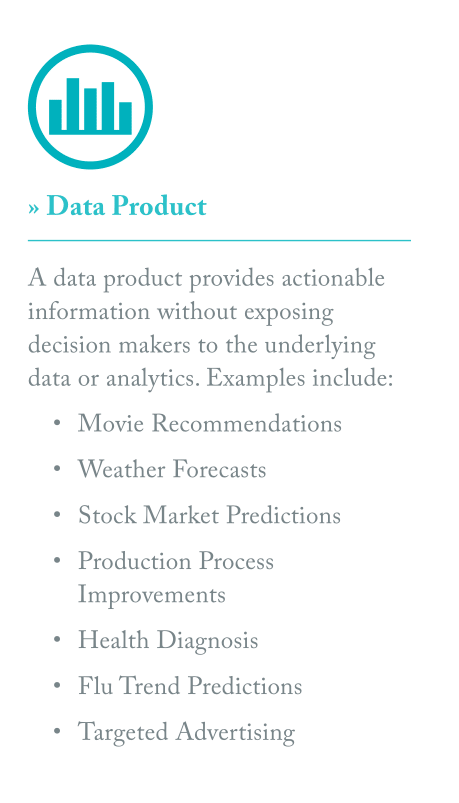 » Data Product
A data product provides actionable
information without exposing
decision makers to the underlying
data or analytics. Examples include:
• Movie Recommendations
• Weather Forecasts
• Stock Market Predictions
• Production Process
Improvements
• Health Diagnosis
• Flu Trend Predictions
• Targeted Advertising